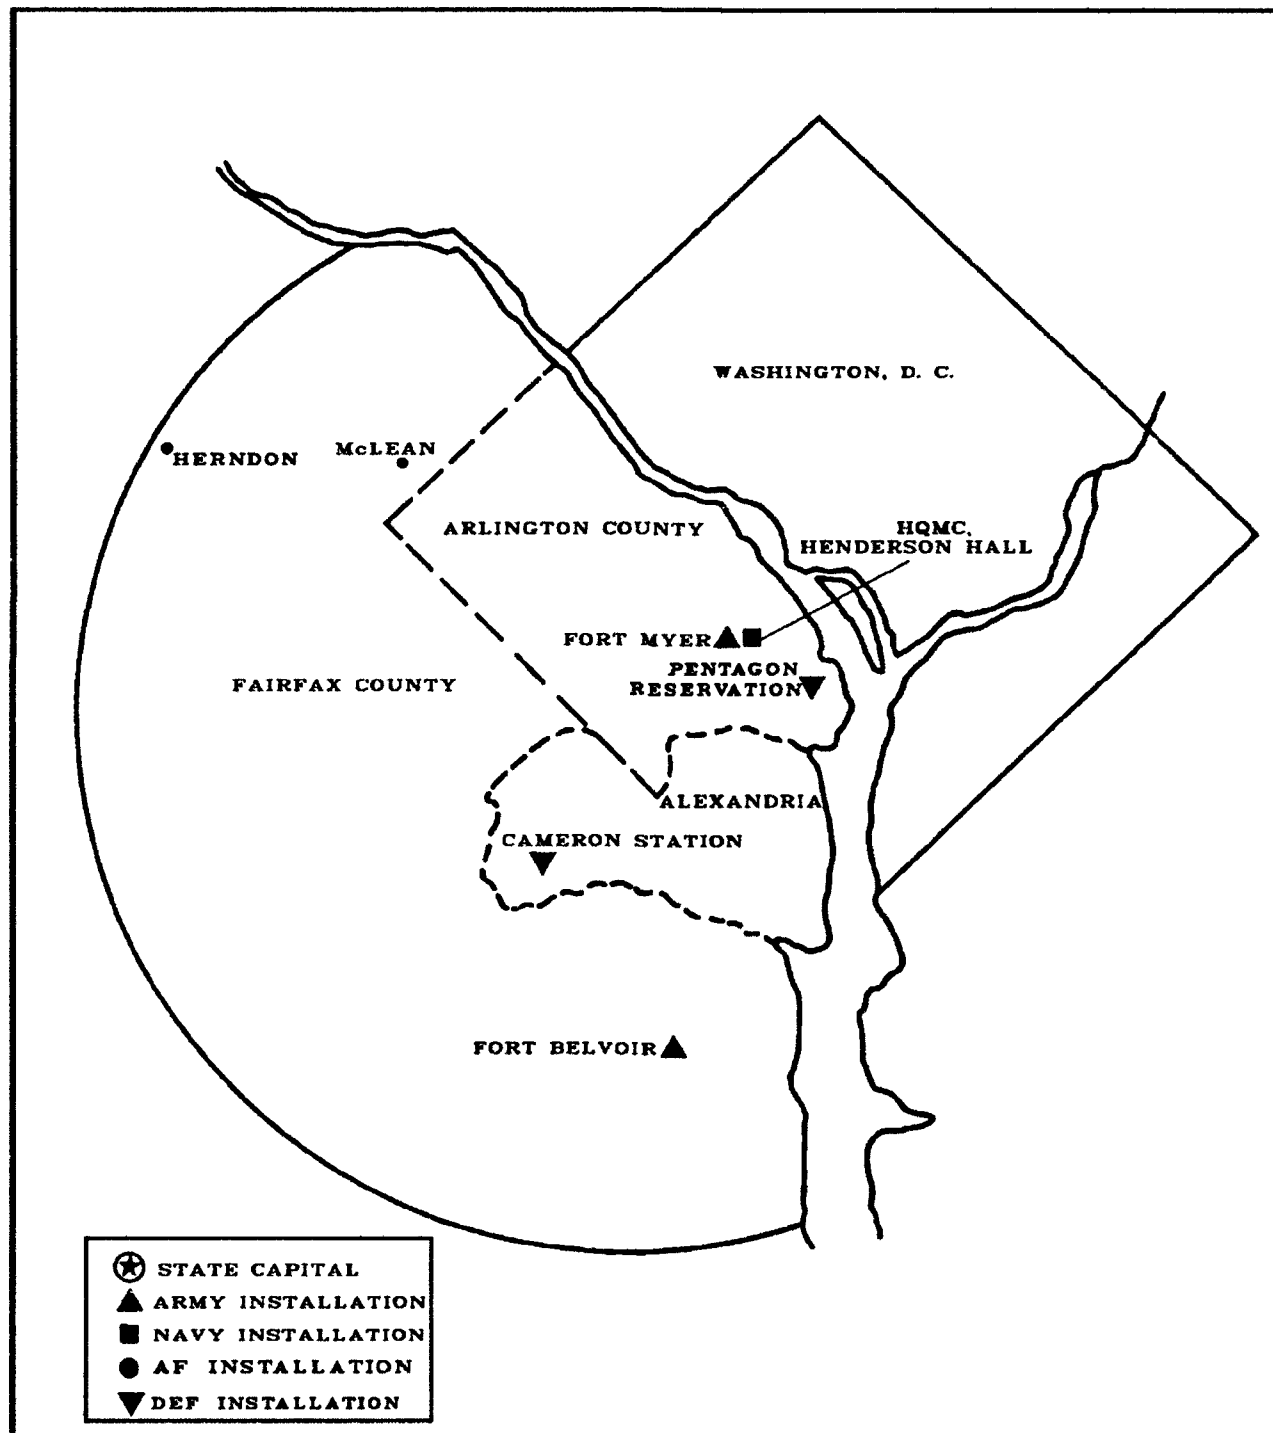 WASHINGTON, D. C.
HERNDON
McLEAN
ARLINGTON COUNTY
HQMC,
HENDERSON HALL
FORT MYER
PENTAGON
RESERVATION
FAIRFAX COUNTY
ALEXANDRIA
CAMERON STATION
FORT BELVOIR
STATE CAPITAL
ARMY INSTALLATION
NAVY INSTALLATION
AF INSTALLATION
DEF INSTALLATION